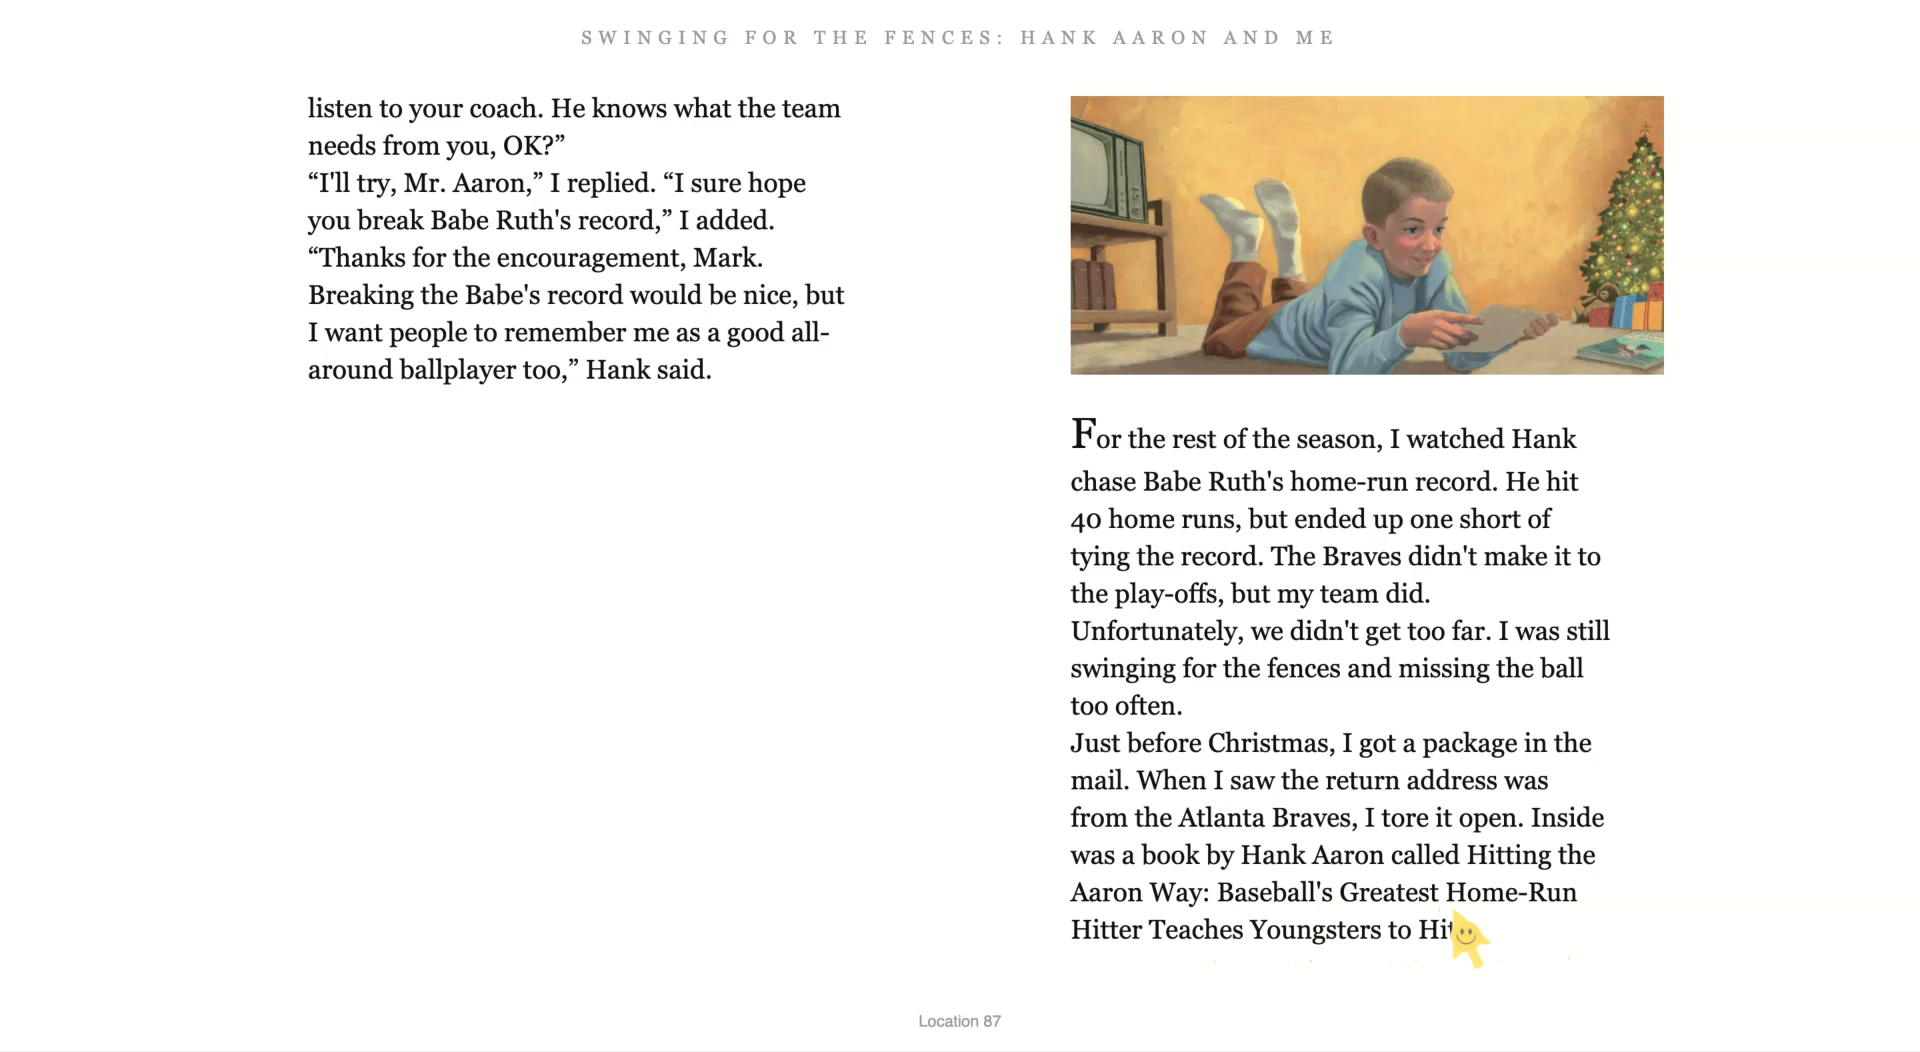 SWINGING FOR THE FENCES: HANK AARON AND ME
listen to your coach. He knows what the team
needs from you, OK?”
“I'll try, Mr. Aaron,” I replied. “I sure hope
you break Babe Ruth's record,” I added.
“Thanks for the encouragement, Mark.
Breaking the Babe's record would be nice, but
I want people to remember me as a good all-
around ballplayer too,” Hank said.
For the rest of the season, I watched Hank
chase Babe Ruth's home-run record. He hit
40 home runs, but ended up one short of
tying the record. The Braves didn't make it to
the play-offs, but my team did.
Unfortunately, we didn't get too far. I was still
swinging for the fences and missing the ball
too often.
Just before Christmas, I got a package in the
mail. When I saw the return address was
from the Atlanta Braves, I tore it open. Inside
was a book by Hank Aaron called Hitting the
Aaron Way: Baseball's Greatest Home-Run
Hitter Teaches Youngsters to Hit
Location 87